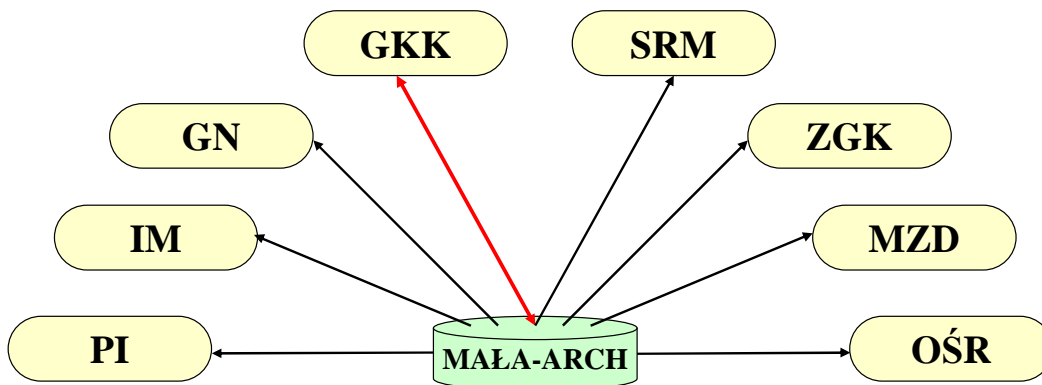 GKK
SRM
GN
ZGK
IM
MZD
PI
MAŁA-ARCH
OŚR